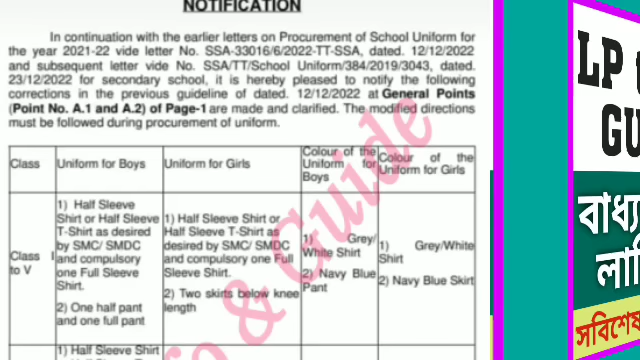 NOTIFICATION
In continuation with the earlier letters on Procurement of School Uniform for
the year 2021-22 vide letter No. SSA-33016/6/2022-TT-SSA, dated. 12/12/2022
and subsequent letter vide No. SSA/TT/School Uniform/384/2019/3043, dated.
23/12/2022 for secondary school, it is hereby pleased to notify the following
corrections in the previous guideline of dated. 12/12/2022 at General Points
(Point No. A.1 and A.2) of Page-1 are made and clarified. The modified directions
must be followed during procurement of uniform.
Class
Uniform for Boys
Uniform for Girls
Colour of the
Uniform for
Boys
Colour of the
Uniform for Girls
Class I
to V
1) Half Sleeve
Shirt or Half Sleeve
T-Shirt as desired
by SMC/ SMDC
and compulsory
one Full Sleeve
Shirt.
2) One half pant
and one full pant
1) Half Sleeve Shirt or
Half Sleeve T-Shirt as
desired by SMC/ SMDC
and compulsory one Full
Sleeve Shirt.
2) Two skirts below knee
length
1) Grey/
White Shirt
2) Navy Blue
Pant
1) Grey/White
Shirt
2) Navy Blue Skirt
1) Half Sleeve Shirt
& Guide
LP
GU
বাধ্য
লা
সবিশেষ